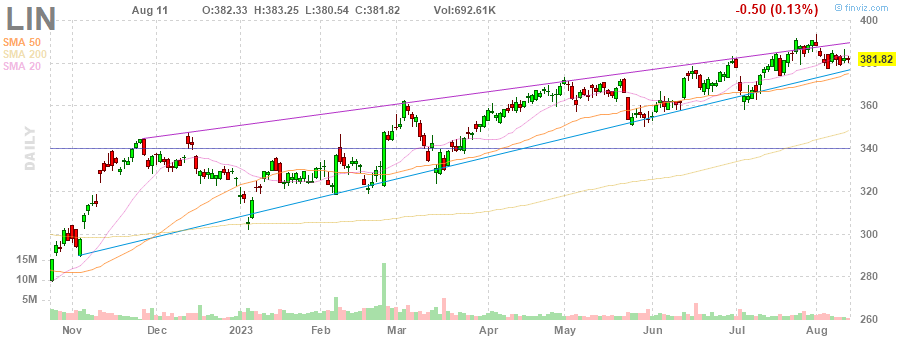 LIN Aug 11 O:382.33 H:383.25 L:380.54 C:381.82 Vol:692.61K -0.50 (0.13%) © finviz.com
SMA 50
SMA 200
SMA 20
DAILY
400
381.82
360
340
320
300
280
260
15M
10M
5M
Nov Dec 2023 Feb Mar Apr May Jun Jul Aug